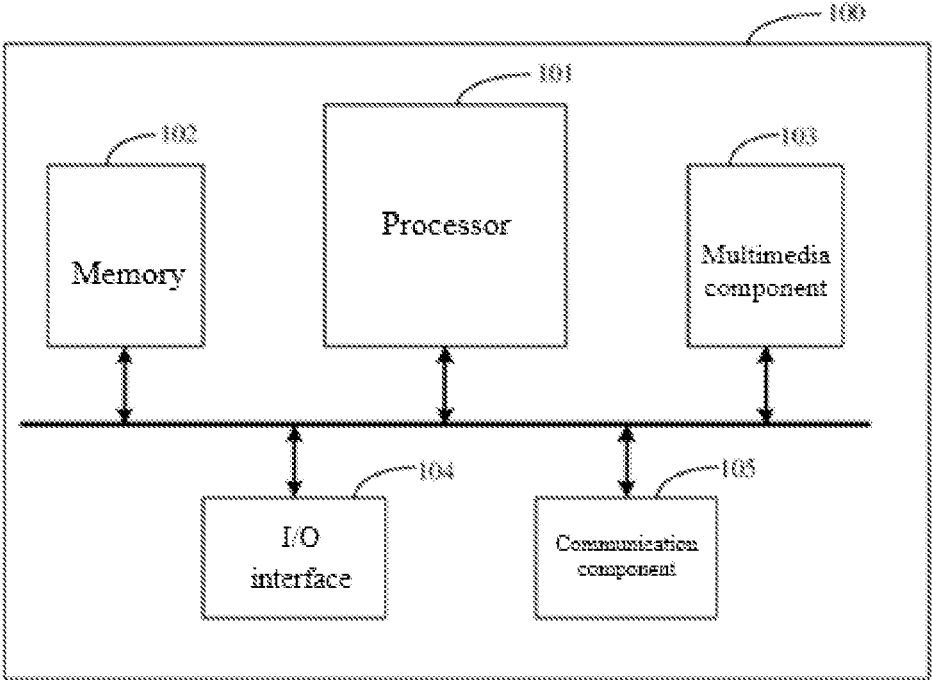 100
101
102
103
Processor
Memory
Multimedia
component
104
105
I/O
interface
Communication
component